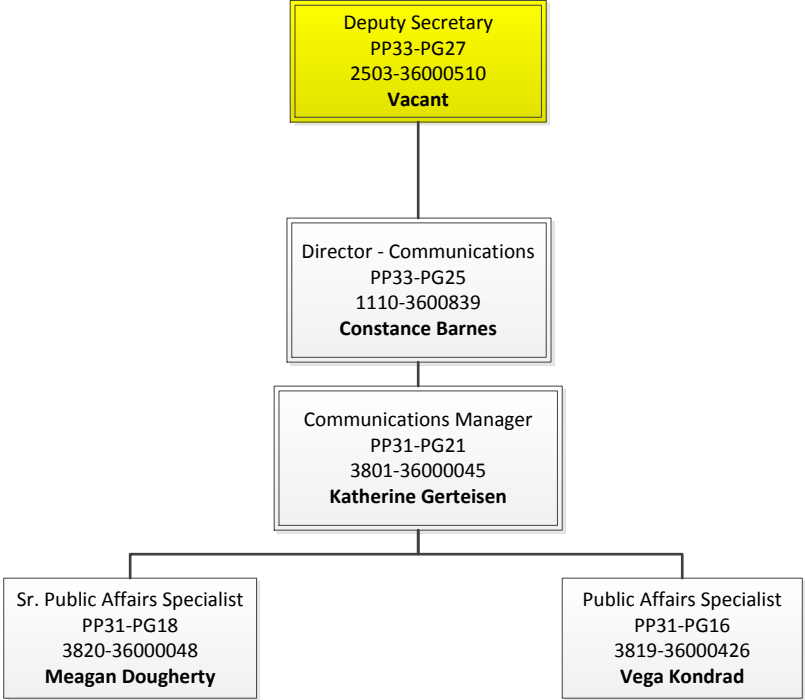 Deputy Secretary
PP33-PG27
2503-36000510
Vacant
Director - Communications
PP33-PG25
1110-3600839
Constance Barnes
Communications Manager
PP31-PG21
3801-36000045
Katherine Gerteisen
Sr. Public Affairs Specialist
PP31-PG18
3820-36000048
Meagan Dougherty
Public Affairs Specialist
PP31-PG16
3819-36000426
Vega Kondrad